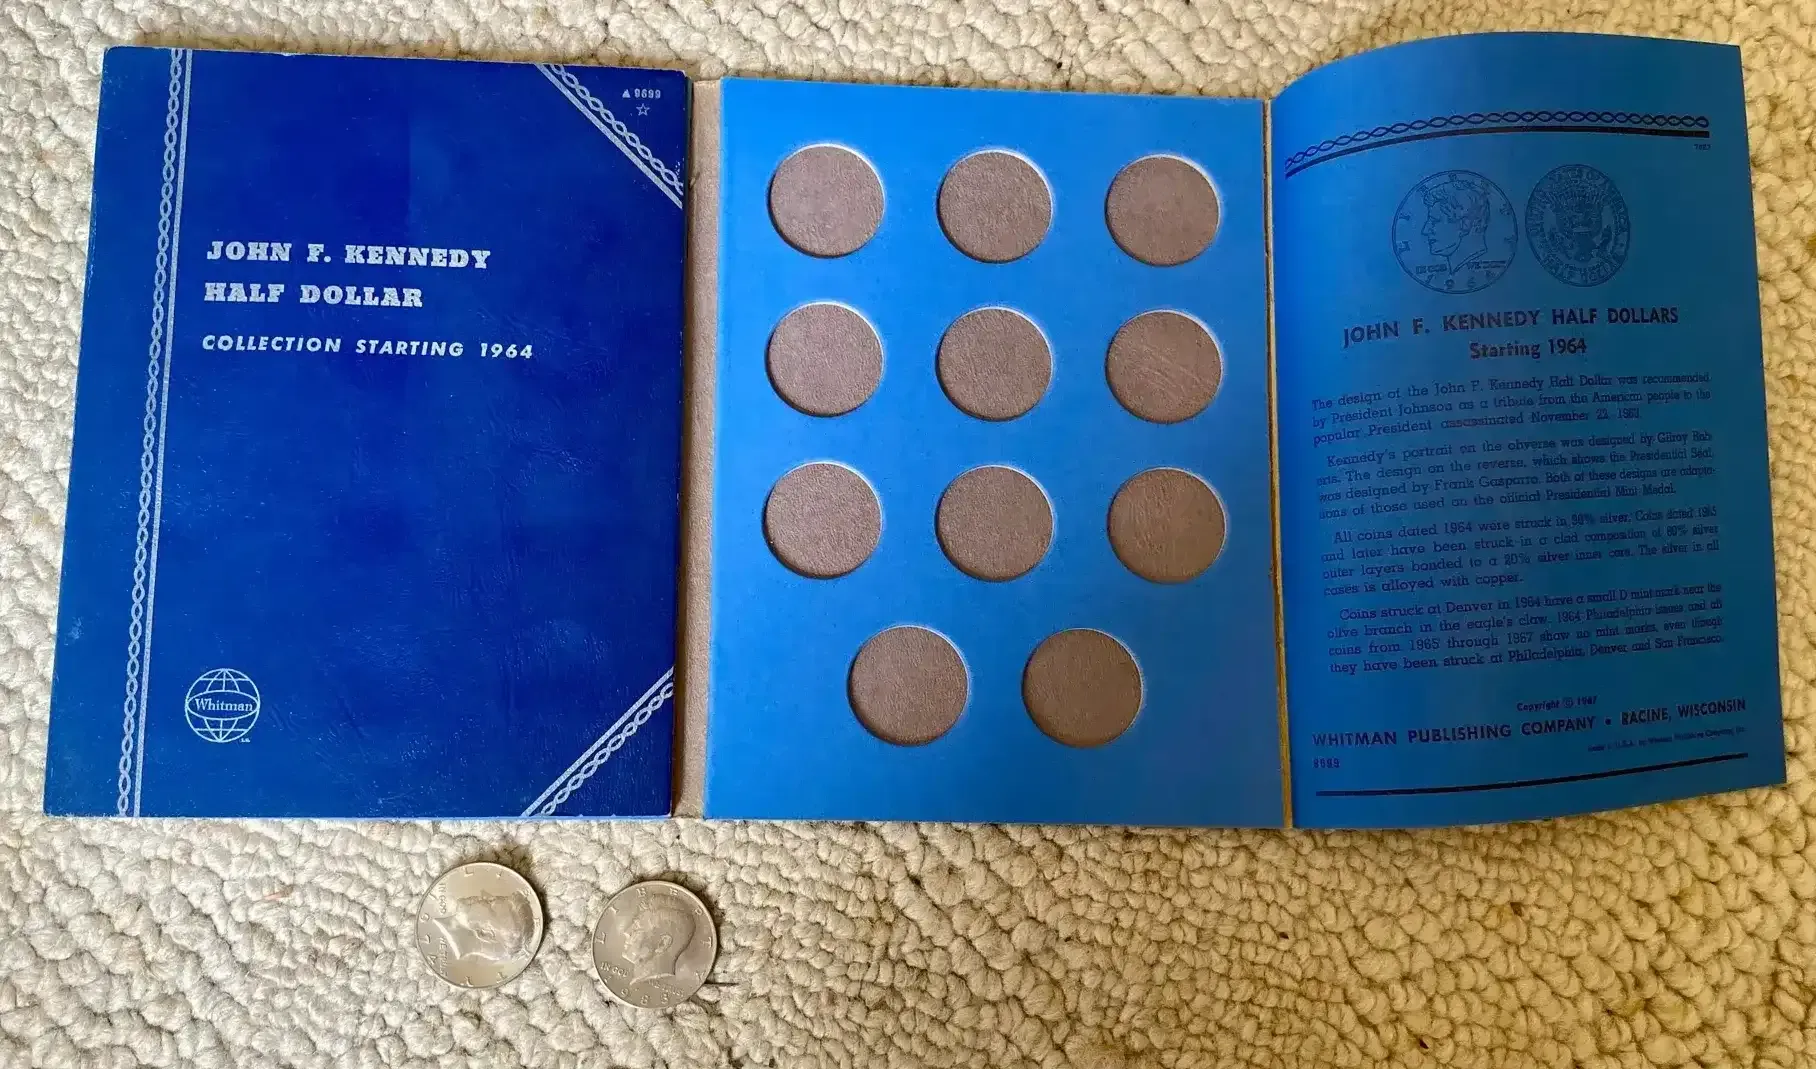 ▲ 9699
☆
JOHN F. KENNEDY
HALF DOLLAR
COLLECTION STARTING 1964
Whitman
JOHN F. KENNEDY HALF DOLLARS
Starting 1964
The design of the John F. Kennedy Half Dollar was recommended
by President Johnson as a tribute from the American people to the
popular President assassinated November 22, 1963.
Kennedy's portrait on the obverse was designed by Gilroy Rob-
erts. The design on the reverse, which shows the Presidential Seal,
was designed by Frank Gasparro. Both of these designs are adapta-
tions of those used on the official Presidential Mint Medal.
All coins dated 1964 were struck in 90% silver. Coins dated 1965
and later have been struck in a clad composition of 80% silver
outer layers bonded to a 20% silver inner core. The silver in all
cases is alloyed with copper.
Coins struck at Denver in 1964 have a small D mint mark near the
olive branch in the eagle's claw. 1964 Philadelphia issues and all
coins from 1965 through 1967 show no mint marks, even though
they have been struck at Philadelphia, Denver and San Francisco.
Copyright © 1967
WHITMAN PUBLISHING COMPANY • RACINE, WISCONSIN
LIBERTY
IN GOD
1983